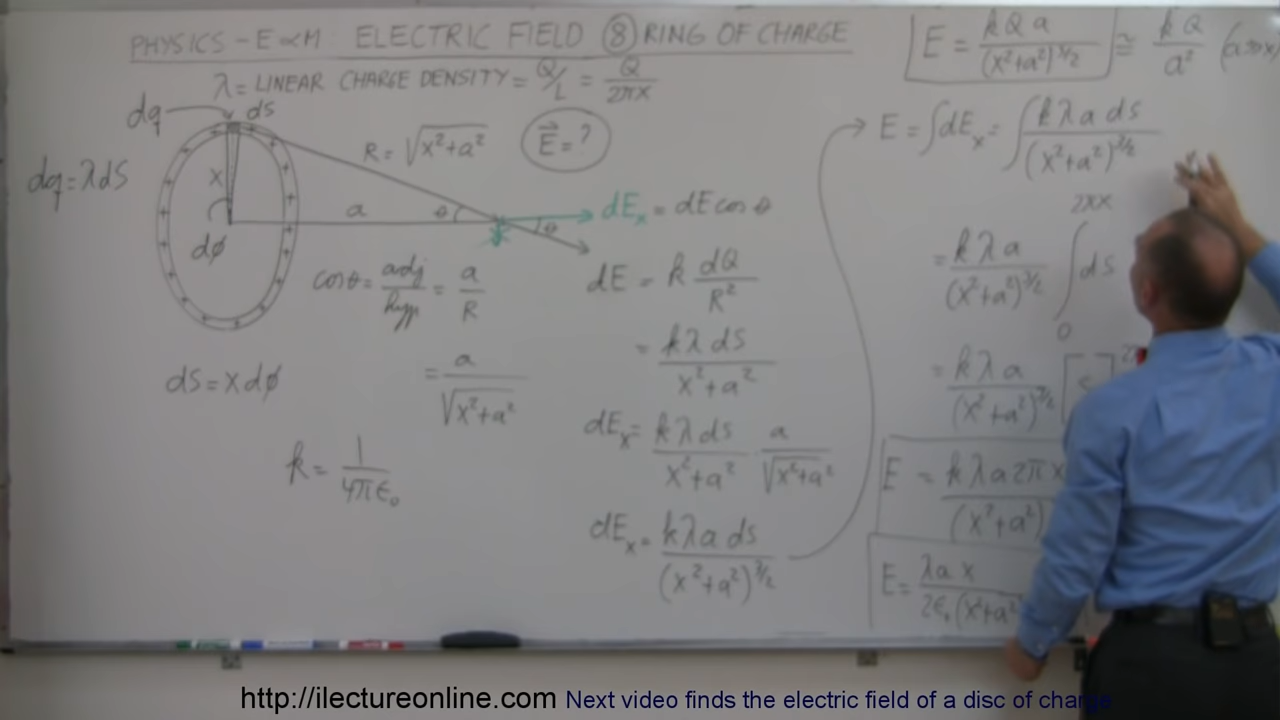 PHYSICS - E & M: ELECTRIC FIELD ⑧ RING OF CHARGE
λ = LINEAR CHARGE DENSITY = Q/L = Q/2πx
dq
ds
dq = λ ds
x
dφ
R = √(x²+a²)
E⃗ = ?
a
θ
θ
dEₓ = dE cos θ
cosθ = adj/hyp = a/R
= a/√(x²+a²)
ds = x dφ
k = 1/4πε₀
dE = k dQ/R²
= kλ ds/x²+a²
dEₓ = kλ ds/x²+a² · a/√(x²+a²)
dEₓ = kλa ds/(x²+a²)^3/2
E = kQa/(x²+a²)^3/2 ≅ kQ/a² (a>>x
E = ∫dEₓ = ∫ kλa ds/(x²+a²)^3/2
= kλa/(x²+a²)^3/2 ∫ ds
2πx
0
= kλa/(x²+a²)^3/2 [
E = kλa2πx/(x²+a²)
E = λax/2ε₀(x²+a²
http://ilectureonline.com Next video finds the electric field of a disc of charge